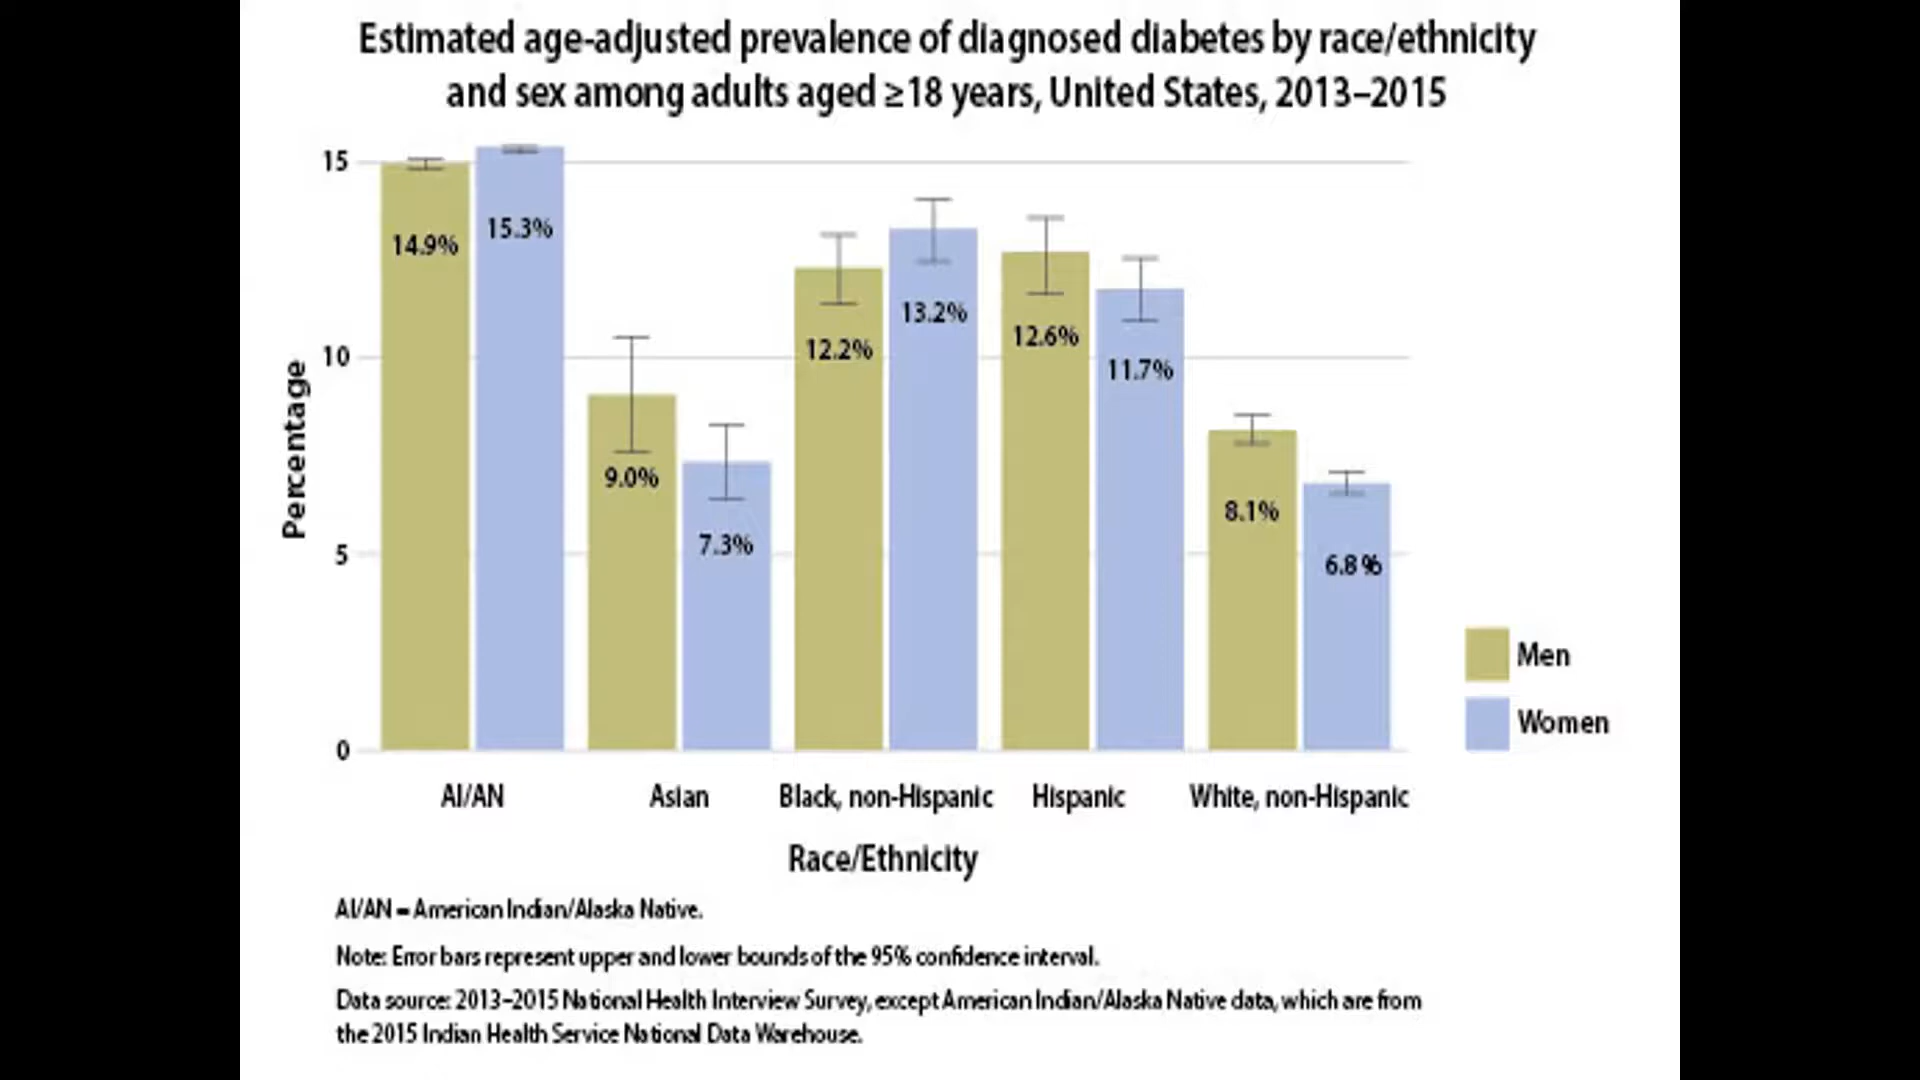 Estimated age-adjusted prevalence of diagnosed diabetes by race/ethnicity
and sex among adults aged ≥18 years, United States, 2013–2015
15
10
5
0
Percentage
14.9%
15.3%
9.0%
7.3%
12.2%
13.2%
12.6%
11.7%
8.1%
6.8%
Men
Women
AI/AN
Asian
Black, non-Hispanic
Hispanic
White, non-Hispanic
Race/Ethnicity
AI/AN = American Indian/Alaska Native.
Note: Error bars represent upper and lower bounds of the 95% confidence interval.
Data source: 2013–2015 National Health Interview Survey, except American Indian/Alaska Native data, which are from
the 2015 Indian Health Service National Data Warehouse.